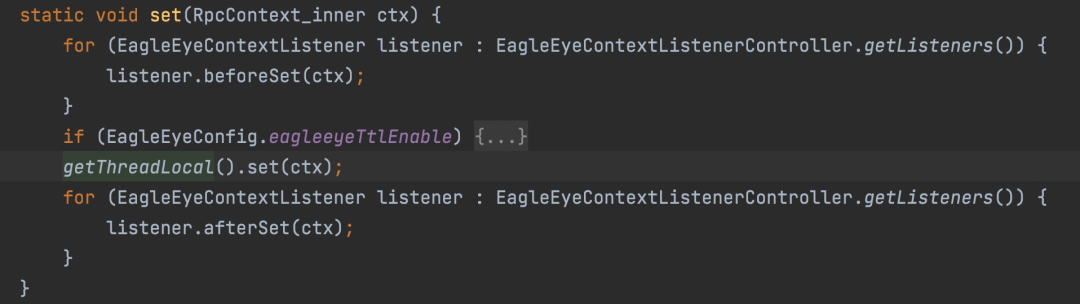 static void set(RpcContext_inner ctx) {
    for (EagleEyeContextListener listener : EagleEyeContextListenerController.getListeners()) {
        listener.beforeSet(ctx);
    }
    if (EagleEyeConfig.eagleeyeTtlEnable) {...}
    getThreadLocal().set(ctx);
    for (EagleEyeContextListener listener : EagleEyeContextListenerController.getListeners()) {
        listener.afterSet(ctx);
    }
}